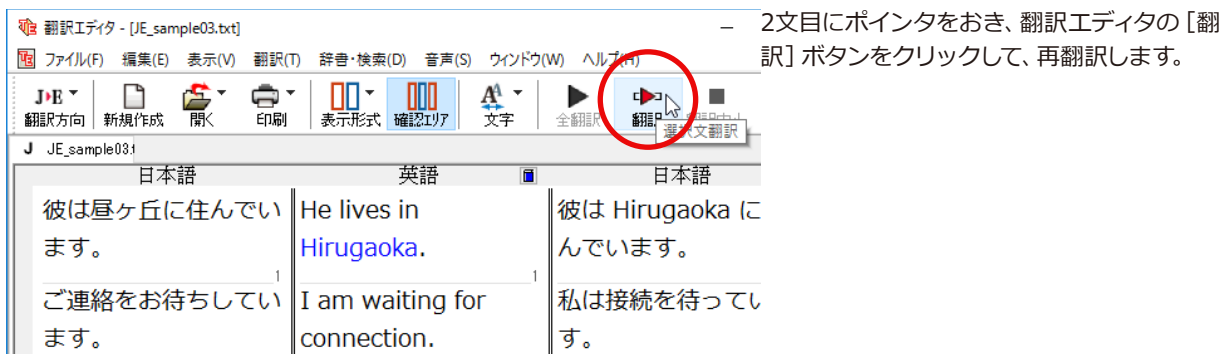 翻訳エディタ - [JE_sample03.txt]
ファイル(F) 編集(E) 表示(V) 翻訳(T) 辞書・検索(D) 音声(S) ウィンドウ(W) ヘルプ(H)
J▸E
翻訳方向 新規作成 開く 印刷 表示形式 確認エリア 文字 全翻訳 翻訳
選択文翻訳
J JE_sample03.t
日本語 英語 日本語
彼は昼ヶ丘に住んでい He lives in 彼は Hirugaoka に
ます。 Hirugaoka. んでいます。
1 1
ご連絡をお待ちしてい I am waiting for 私は接続を待ってい
ます。 connection. す。
2文目にポインタをおき、翻訳エディタの [翻
訳] ボタンをクリックして、再翻訳します。